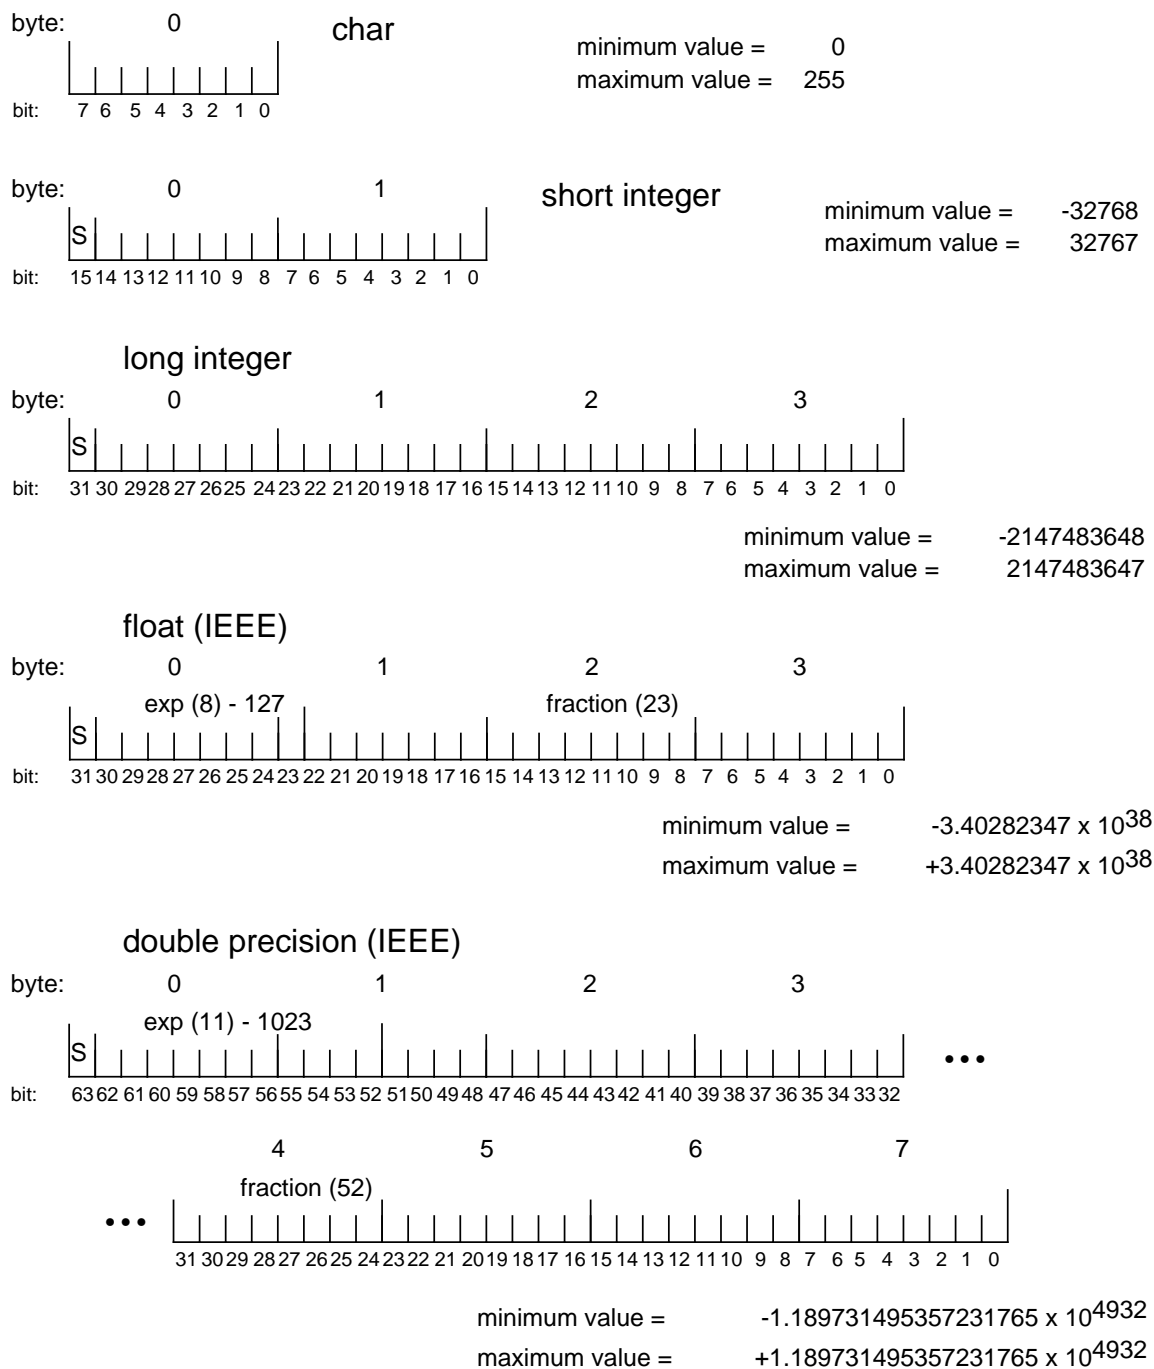 byte: 0 char
minimum value = 0
maximum value = 255
bit: 7 6 5 4 3 2 1 0
byte: 0 1 short integer
minimum value = -32768
S
maximum value = 32767
bit: 15 14 13 12 11 10 9 8 7 6 5 4 3 2 1 0
long integer
byte: 0 1 2 3
S
bit: 31 30 29 28 27 26 25 24 23 22 21 20 19 18 17 16 15 14 13 12 11 10 9 8 7 6 5 4 3 2 1 0
minimum value = -2147483648
maximum value = 2147483647
float (IEEE)
byte: 0 1 2 3
exp (8) - 127 fraction (23)
S
bit: 31 30 29 28 27 26 25 24 23 22 21 20 19 18 17 16 15 14 13 12 11 10 9 8 7 6 5 4 3 2 1 0
minimum value = -3.40282347 x 10^38
maximum value = +3.40282347 x 10^38
double precision (IEEE)
byte: 0 1 2 3
exp (11) - 1023
S •••
bit: 63 62 61 60 59 58 57 56 55 54 53 52 51 50 49 48 47 46 45 44 43 42 41 40 39 38 37 36 35 34 33 32
4 5 6 7
fraction (52)
•••
31 30 29 28 27 26 25 24 23 22 21 20 19 18 17 16 15 14 13 12 11 10 9 8 7 6 5 4 3 2 1 0
minimum value = -1.189731495357231765 x 10^4932
maximum value = +1.189731495357231765 x 10^4932